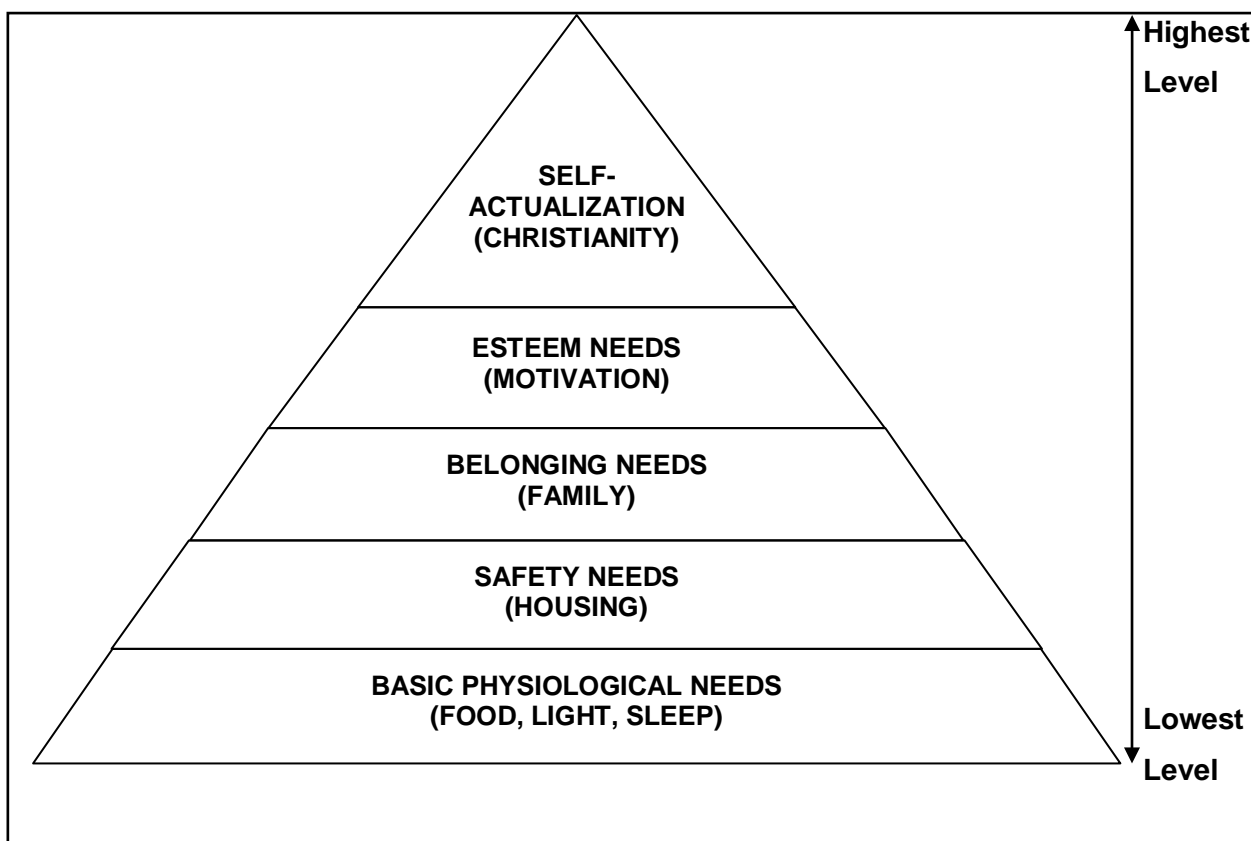 Highest
Level
SELF-
ACTUALIZATION
(CHRISTIANITY)
ESTEEM NEEDS
(MOTIVATION)
BELONGING NEEDS
(FAMILY)
SAFETY NEEDS
(HOUSING)
BASIC PHYSIOLOGICAL NEEDS
(FOOD, LIGHT, SLEEP)
Lowest
Level